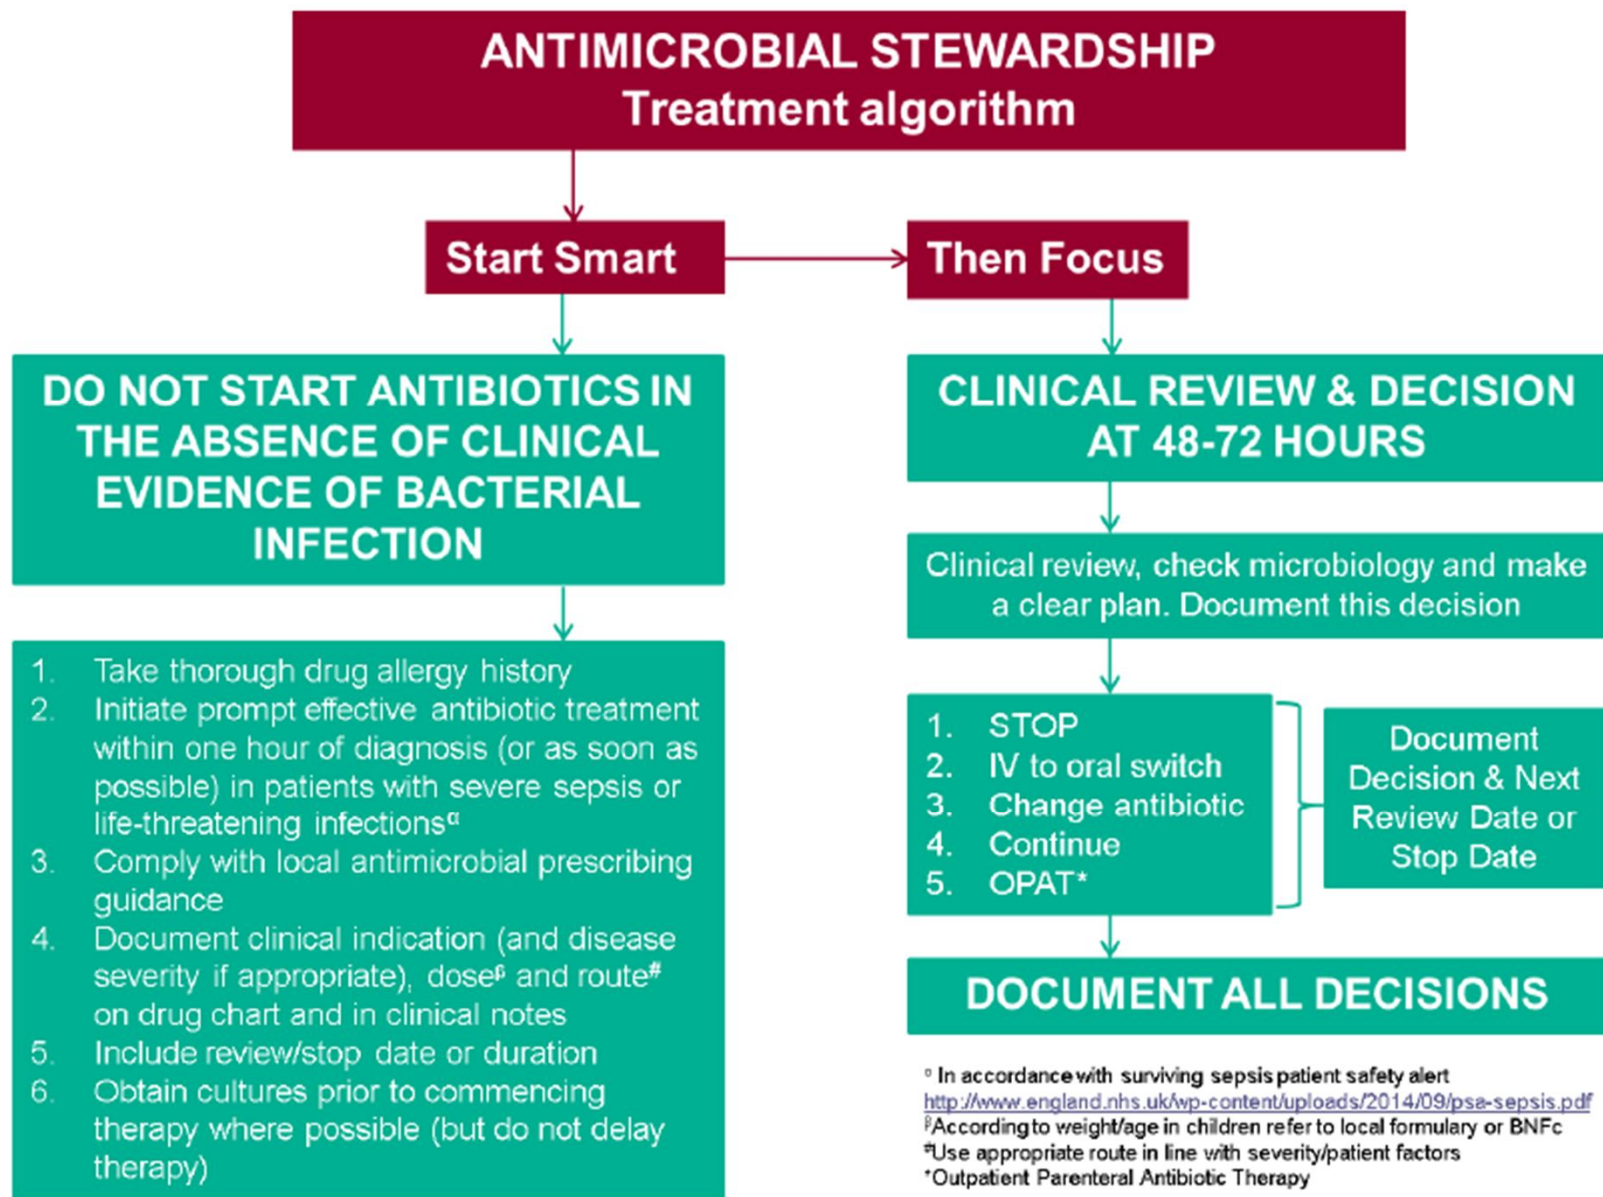 ANTIMICROBIAL STEWARDSHIP
Treatment algorithm
Start Smart
Then Focus
DO NOT START ANTIBIOTICS IN
THE ABSENCE OF CLINICAL
EVIDENCE OF BACTERIAL
INFECTION
1. Take thorough drug allergy history
2. Initiate prompt effective antibiotic treatment
within one hour of diagnosis (or as soon as
possible) in patients with severe sepsis or
life-threatening infectionsᵅ
3. Comply with local antimicrobial prescribing
guidance
4. Document clinical indication (and disease
severity if appropriate), doseᵝ and route#
on drug chart and in clinical notes
5. Include review/stop date or duration
6. Obtain cultures prior to commencing
therapy where possible (but do not delay
therapy)
CLINICAL REVIEW & DECISION
AT 48-72 HOURS
Clinical review, check microbiology and make
a clear plan. Document this decision
1. STOP
2. IV to oral switch
3. Change antibiotic
4. Continue
5. OPAT*
Document
Decision & Next
Review Date or
Stop Date
DOCUMENT ALL DECISIONS
ᵅ In accordance with surviving sepsis patient safety alert
http://www.england.nhs.uk/wp-content/uploads/2014/09/psa-sepsis.pdf
ᵝAccording to weight/age in children refer to local formulary or BNFc
#Use appropriate route in line with severity/patient factors
*Outpatient Parenteral Antibiotic Therapy